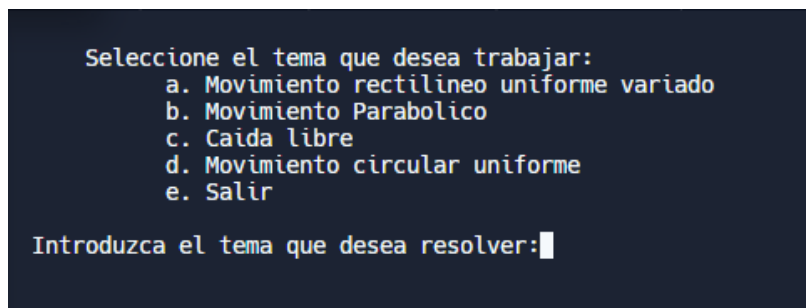 Seleccione el tema que desea trabajar:
a. Movimiento rectilineo uniforme variado
b. Movimiento Parabolico
c. Caida libre
d. Movimiento circular uniforme
e. Salir
Introduzca el tema que desea resolver: